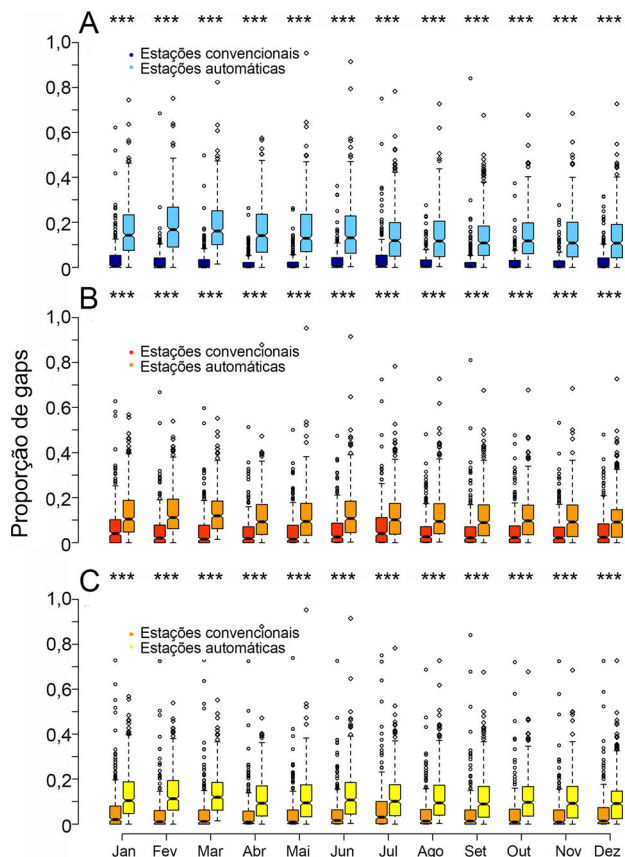 A *** *** *** *** *** *** *** *** *** *** *** ***
1,0
Estações convencionais
Estações automáticas
0,8
0,6
0,4
0,2
0
B *** *** *** *** *** *** *** *** *** *** *** ***
1,0
Estações convencionais
Estações automáticas
0,8
0,6
0,4
0,2
0
Proporção de gaps
C *** *** *** *** *** *** *** *** *** *** *** ***
1,0
Estações convencionais
Estações automáticas
0,8
0,6
0,4
0,2
0
Jan Fev Mar Abr Mai Jun Jul Ago Set Out Nov Dez